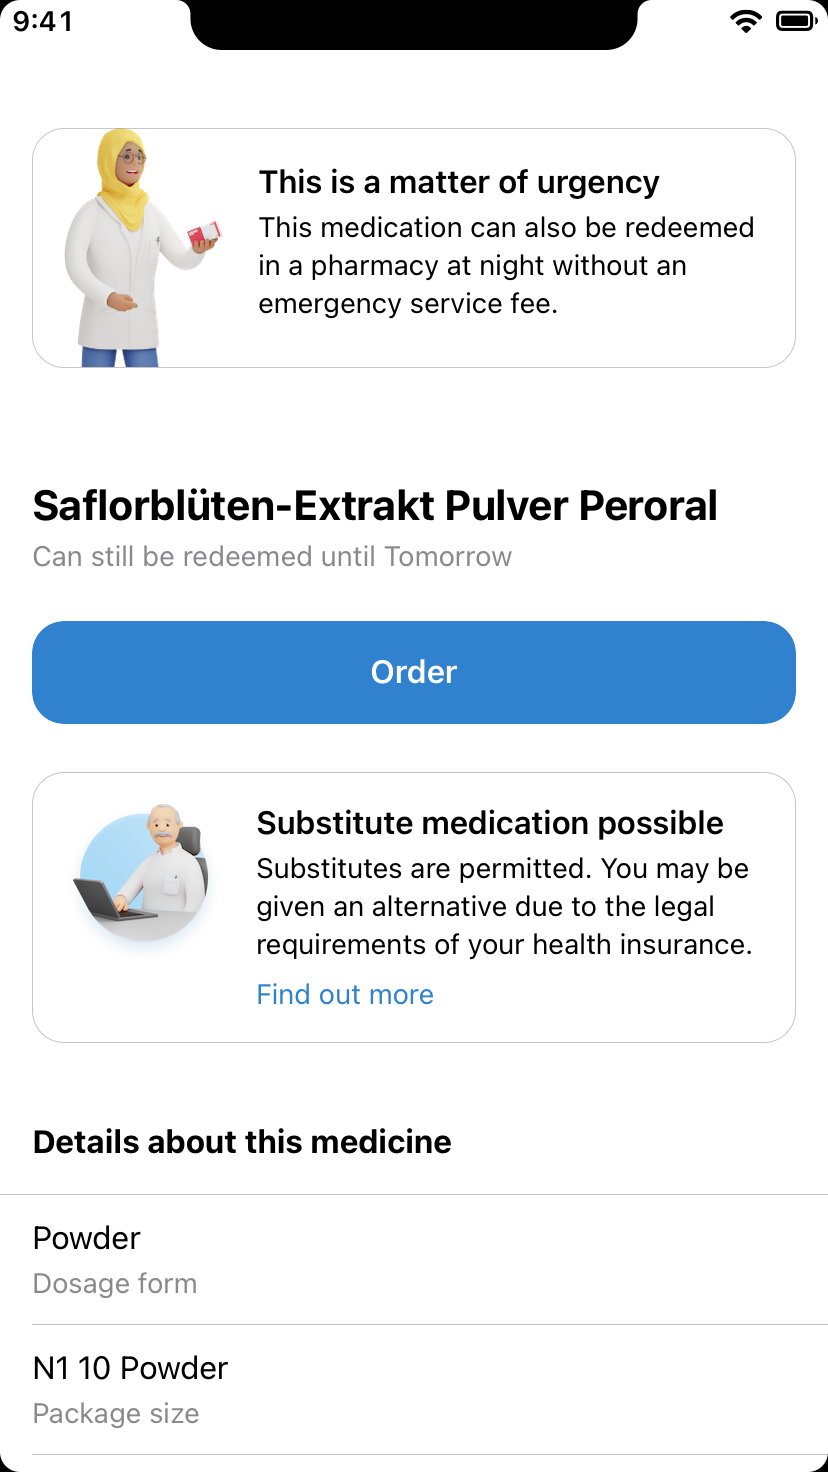 9:41
This is a matter of urgency
This medication can also be redeemed
in a pharmacy at night without an
emergency service fee.
Saflorblüten-Extrakt Pulver Peroral
Can still be redeemed until Tomorrow
Order
Substitute medication possible
Substitutes are permitted. You may be
given an alternative due to the legal
requirements of your health insurance.
Find out more
Details about this medicine
Powder
Dosage form
N1 10 Powder
Package size